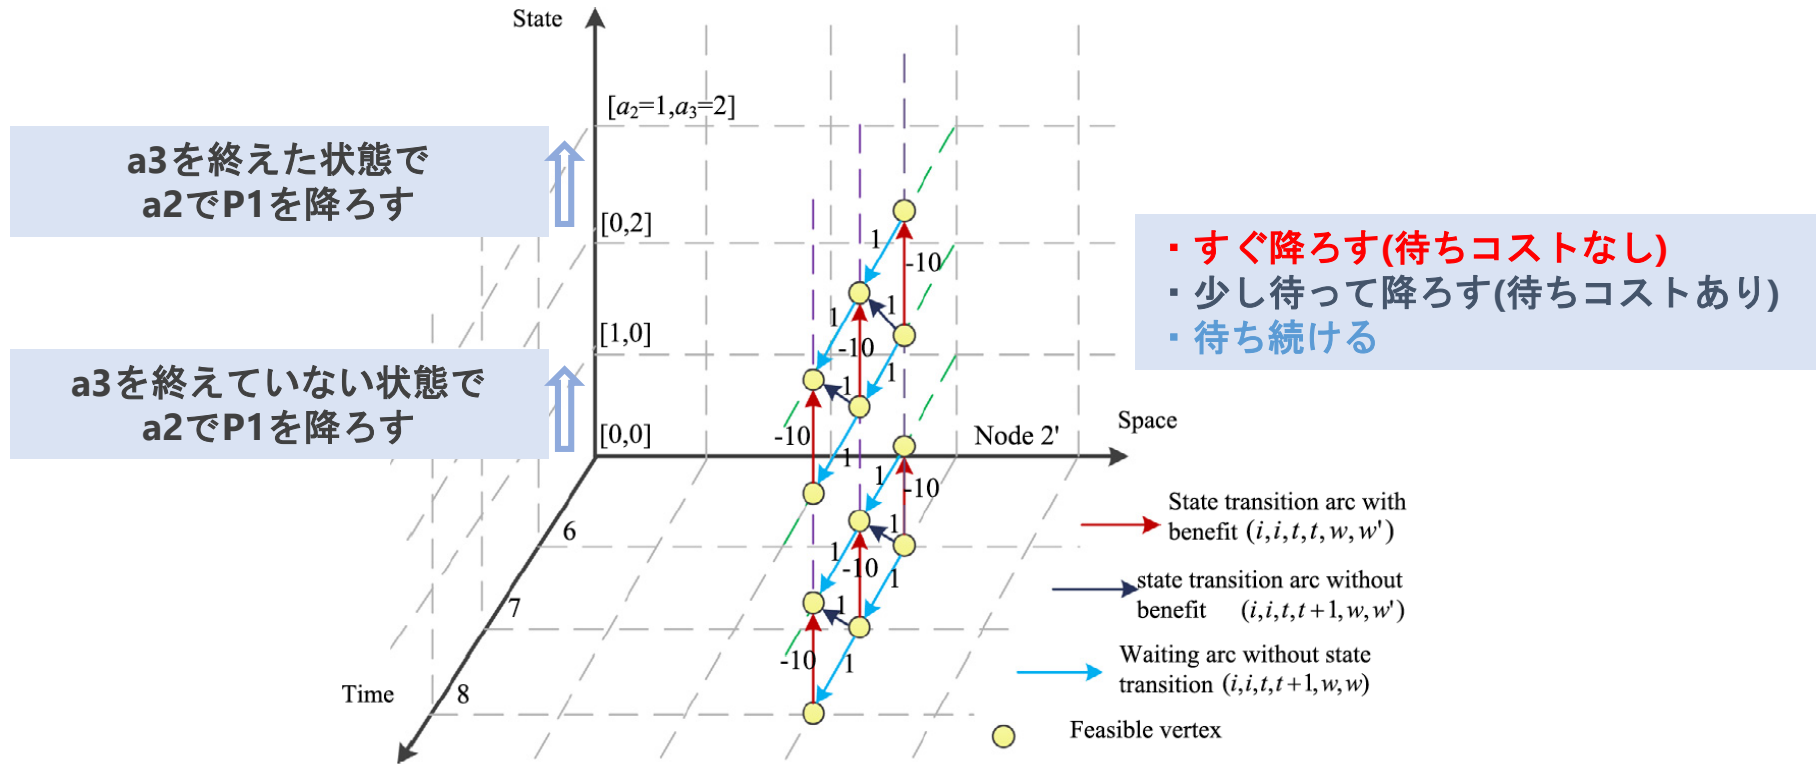 State
[a₂=1,a₃=2]
a3を終えた状態で
a2でP1を降ろす
[0,2]
・すぐ降ろす(待ちコストなし)
・少し待って降ろす(待ちコストあり)
・待ち続ける
1
-10
1
1
[1,0]
-10
1
1
a3を終えていない状態で
a2でP1を降ろす
[0,0]
-10
1
Node 2'
Space
1
-10
State transition arc with
benefit (i,i,t,t,w,w')
6
1
1
-10
1
state transition arc without
benefit (i,i,t,t+1,w,w')
7
1
-10
1
Waiting arc without state
transition (i,i,t,t+1,w,w)
Time
8
Feasible vertex